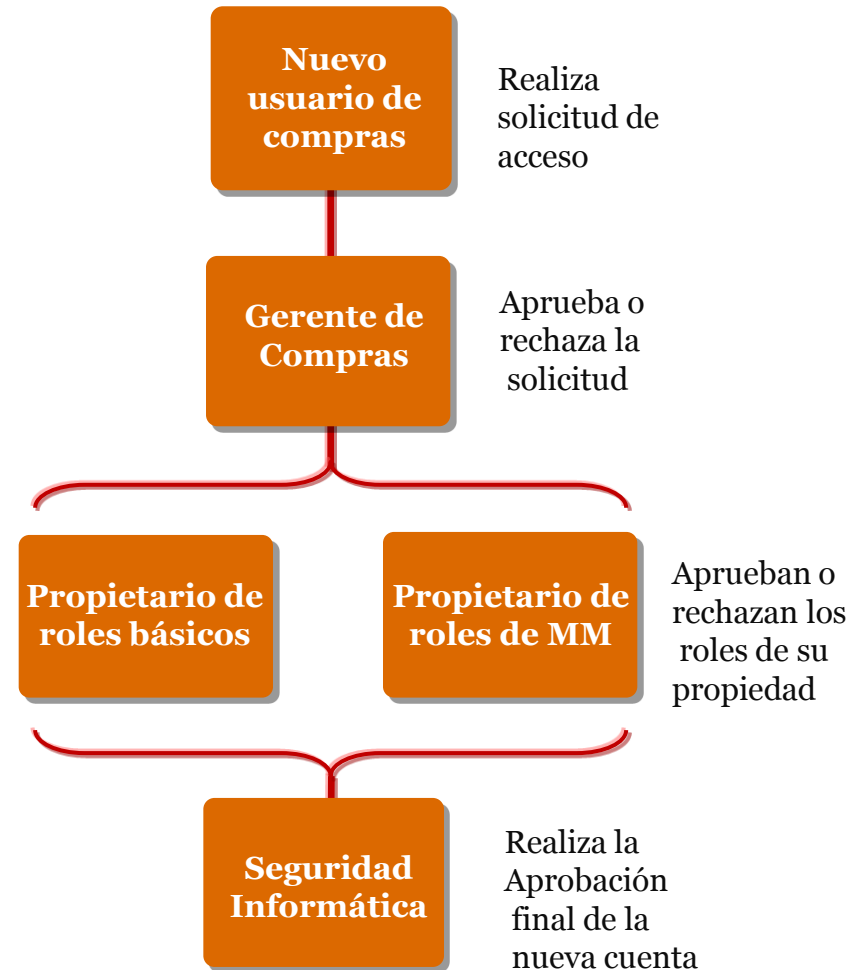 Nuevo
usuario de
compras
Realiza
solicitud de
acceso
Gerente de
Compras
Aprueba o
rechaza la
solicitud
Propietario de
roles básicos
Propietario de
roles de MM
Aprueban o
rechazan los
roles de su
propiedad
Seguridad
Informática
Realiza la
Aprobación
final de la
nueva cuenta